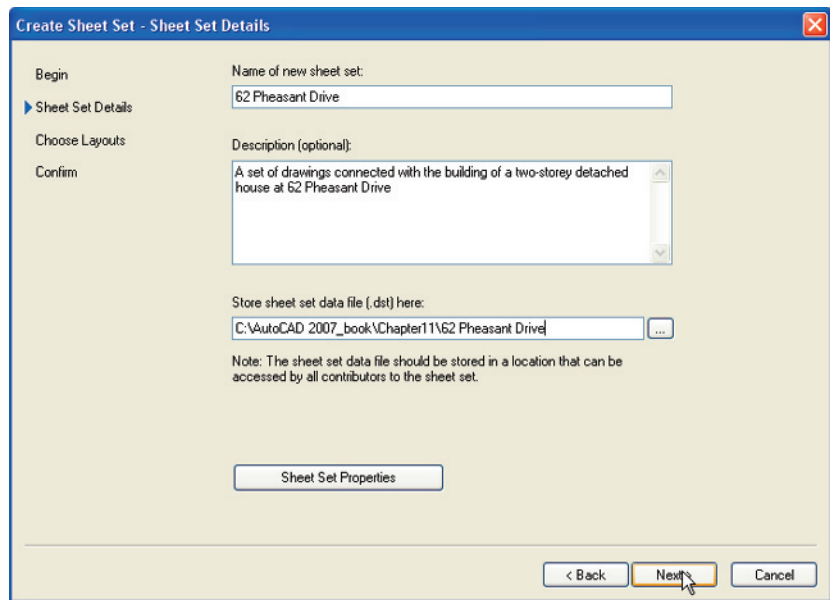 Create Sheet Set - Sheet Set Details
Begin
Sheet Set Details
Choose Layouts
Confirm
Name of new sheet set:
62 Pheasant Drive
Description (optional):
A set of drawings connected with the building of a two-storey detached
house at 62 Pheasant Drive
Store sheet set data file (.dst) here:
C:\AutoCAD 2007_book\Chapter11\62 Pheasant Drive
...
Note: The sheet set data file should be stored in a location that can be
accessed by all contributors to the sheet set.
Sheet Set Properties
< Back
Next >
Cancel